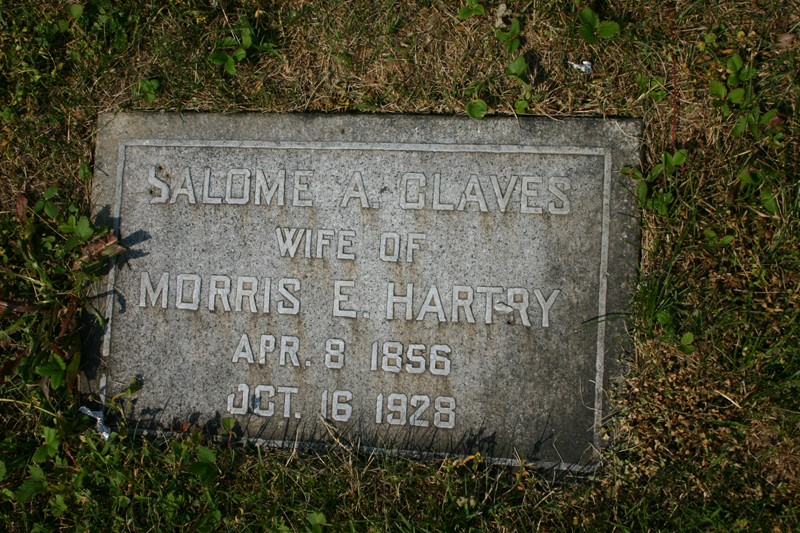 SALOME A. CLAVES
WIFE OF
MORRIS E. HARTRY
APR. 8 1856
OCT. 16 1928